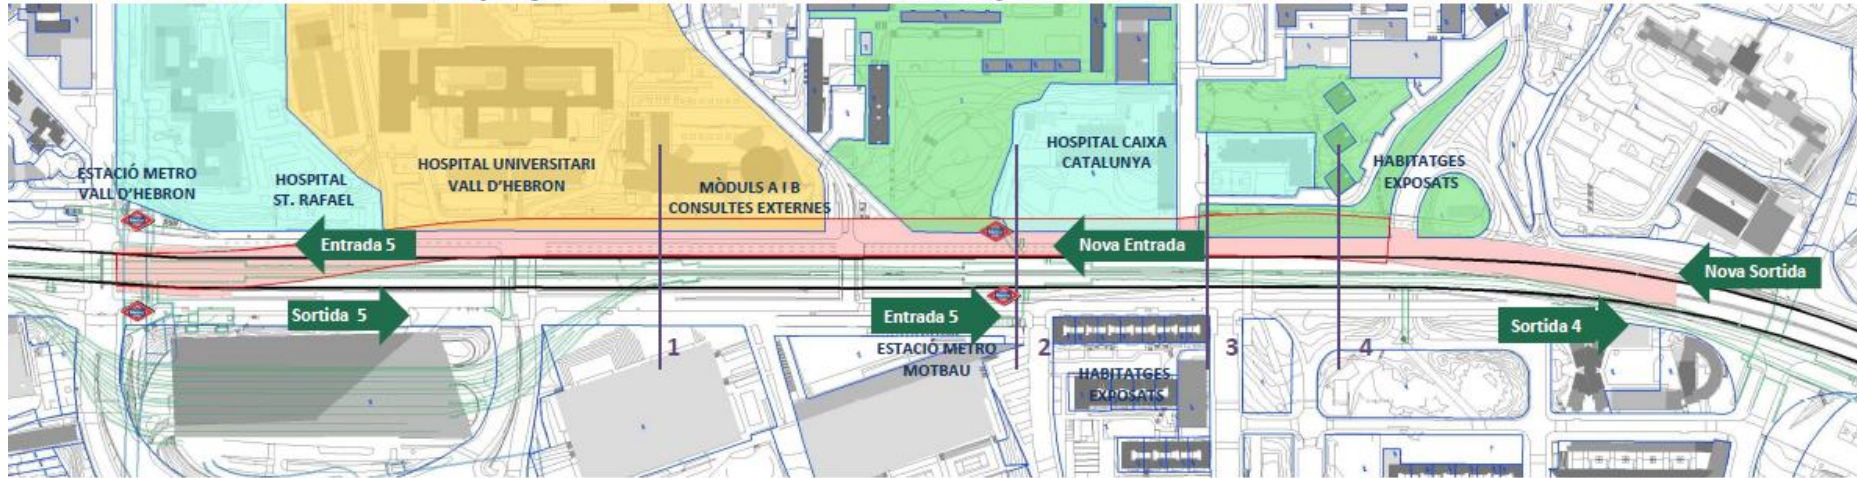 ESTACIÓ METRO
VALL D'HEBRON
HOSPITAL
ST. RAFAEL
HOSPITAL UNIVERSITARI
VALL D'HEBRON
MÒDULS A I B
CONSULTES EXTERNES
HOSPITAL CAIXA
CATALUNYA
HABITATGES
EXPOSATS
Entrada 5
Nova Entrada
Nova Sortida
Sortida 5
Entrada 5
Sortida 4
ESTACIÓ METRO
MOTBAU
1
2
3
4
HABITATGES
EXPOSATS